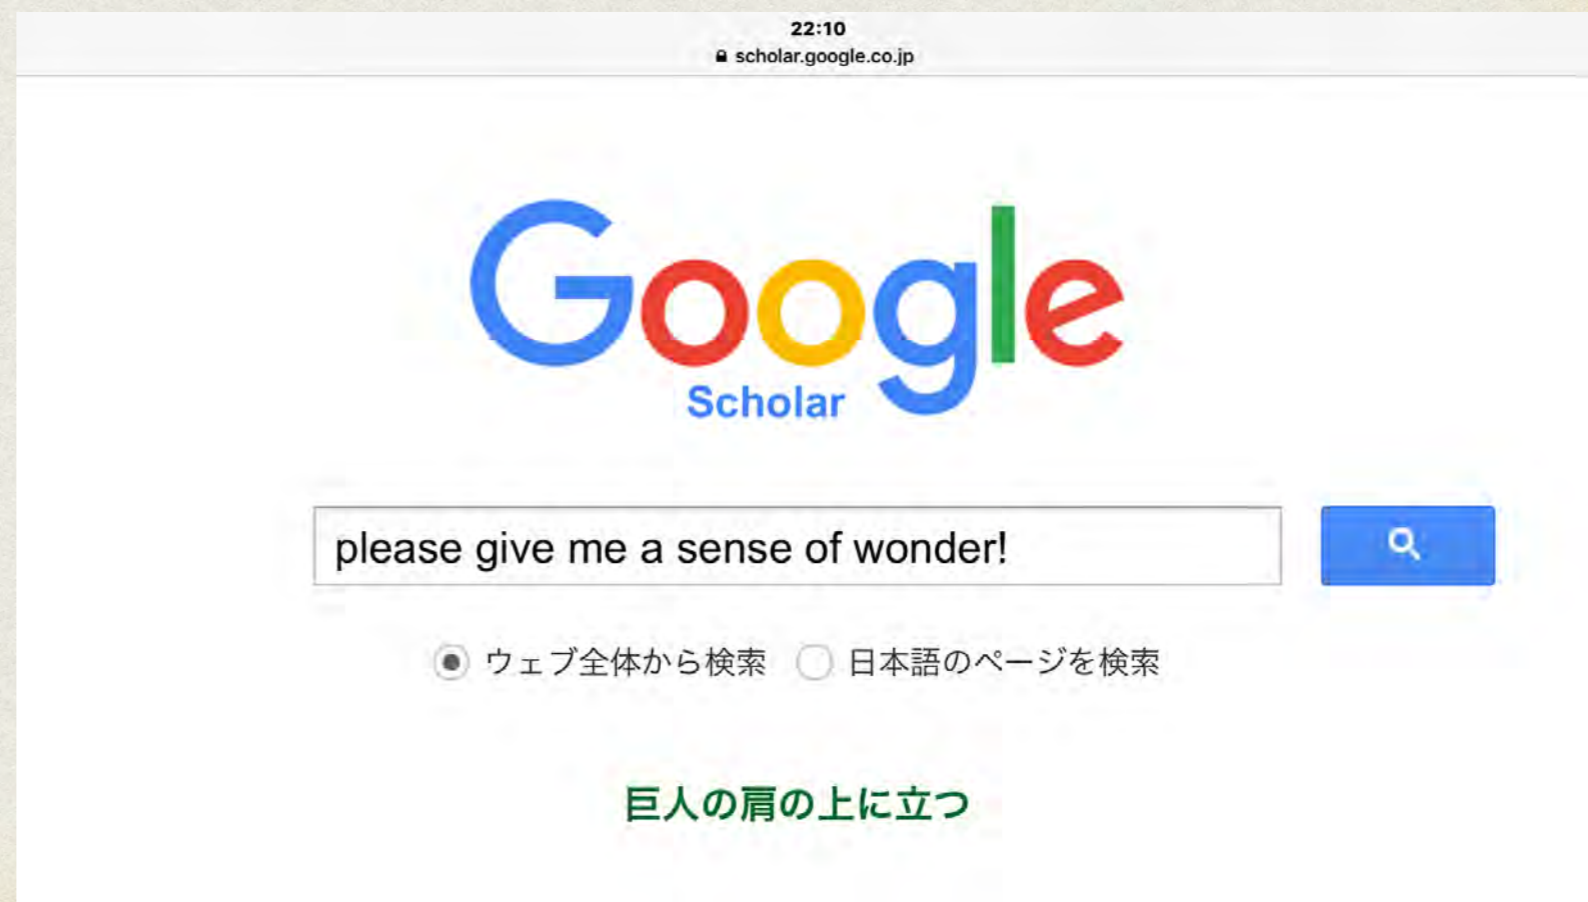 22:10
scholar.google.co.jp
Google
Scholar
please give me a sense of wonder!
ウェブ全体から検索 日本語のページを検索
巨人の肩の上に立つ